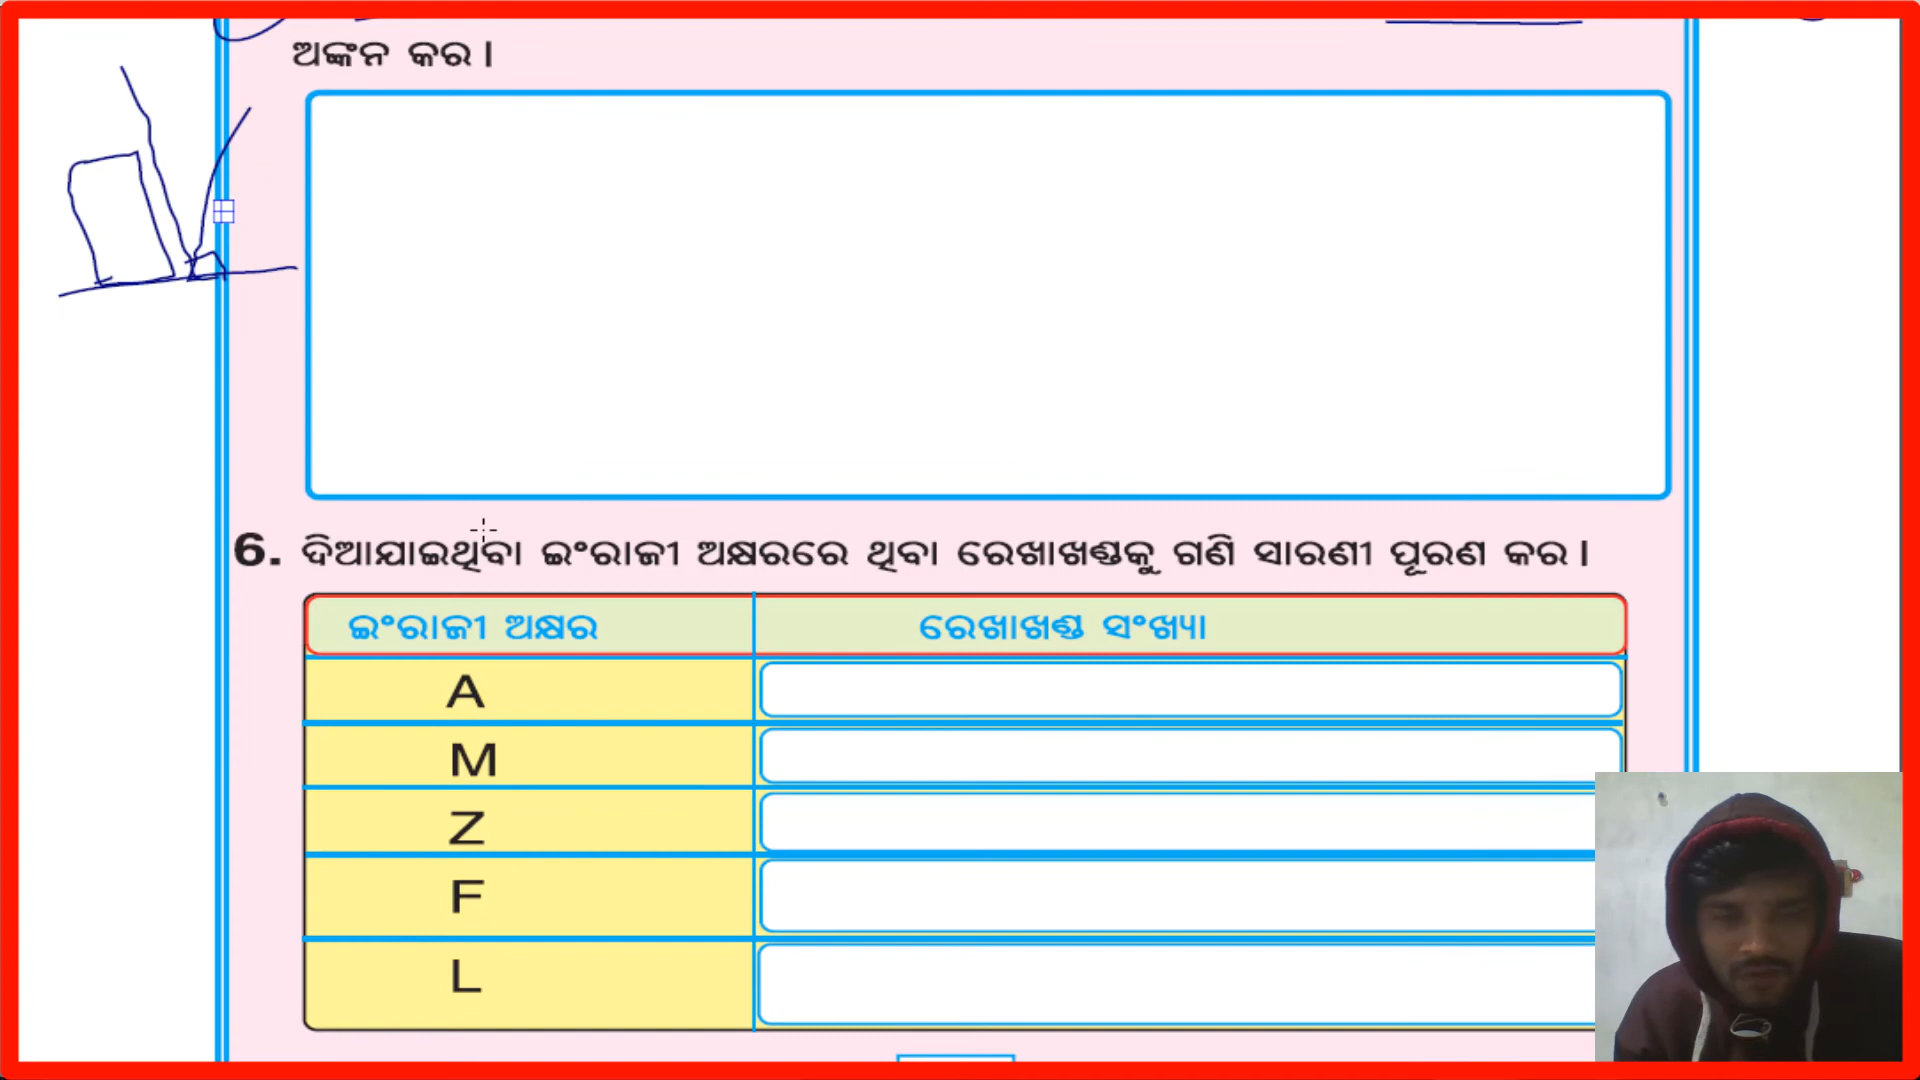 ଅଙ୍କନ କର ।
6. ଦିଆଯାଇଥିବା ଇଂରାଜୀ ଅକ୍ଷରରେ ଥିବା ରେଖାଖଣ୍ଡକୁ ଗଣି ସାରଣୀ ପୂରଣ କର ।
ଇଂରାଜୀ ଅକ୍ଷର ରେଖାଖଣ୍ଡ ସଂଖ୍ୟା
A
M
Z
F
L